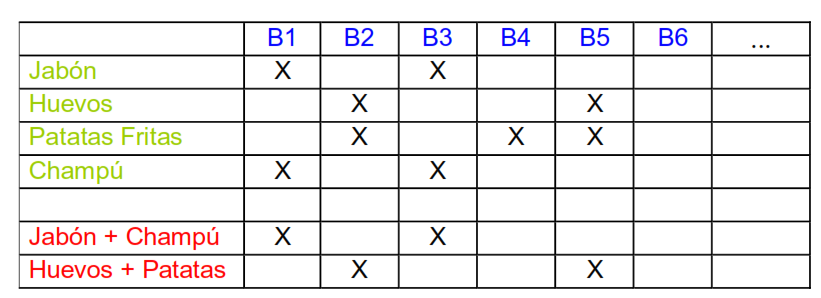 B1 B2 B3 B4 B5 B6 ...
Jabón X X
Huevos X X
Patatas Fritas X X X
Champú X X
Jabón + Champú X X
Huevos + Patatas X X